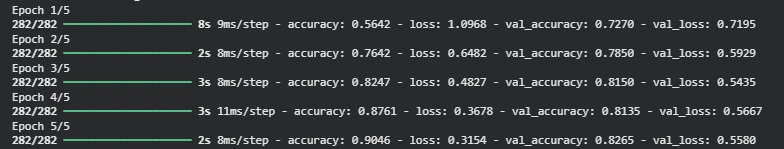 Epoch 1/5
282/282 ━━━━━━━━━━━━━━━━━━━━ 8s 9ms/step - accuracy: 0.5642 - loss: 1.0968 - val_accuracy: 0.7270 - val_loss: 0.7195
Epoch 2/5
282/282 ━━━━━━━━━━━━━━━━━━━━ 2s 8ms/step - accuracy: 0.7642 - loss: 0.6482 - val_accuracy: 0.7850 - val_loss: 0.5929
Epoch 3/5
282/282 ━━━━━━━━━━━━━━━━━━━━ 3s 8ms/step - accuracy: 0.8247 - loss: 0.4827 - val_accuracy: 0.8150 - val_loss: 0.5435
Epoch 4/5
282/282 ━━━━━━━━━━━━━━━━━━━━ 3s 11ms/step - accuracy: 0.8761 - loss: 0.3678 - val_accuracy: 0.8135 - val_loss: 0.5667
Epoch 5/5
282/282 ━━━━━━━━━━━━━━━━━━━━ 2s 8ms/step - accuracy: 0.9046 - loss: 0.3154 - val_accuracy: 0.8265 - val_loss: 0.5580